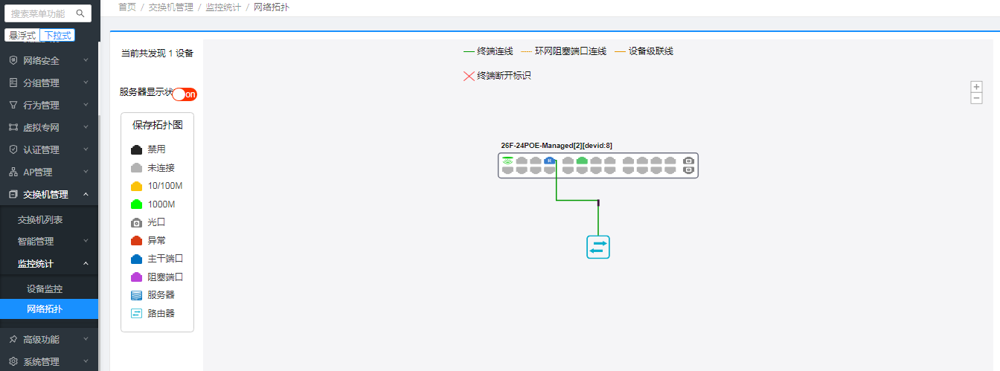 首页 / 交换机管理 / 监控统计 / 网络拓扑
搜索菜单功能
悬浮式 下拉式
网络安全
分组管理
行为管理
虚拟专网
认证管理
AP管理
交换机管理
交换机列表
智能管理
监控统计
设备监控
网络拓扑
高级功能
系统管理
当前共发现 1 设备
服务器显示状
on
保存拓扑图
禁用
未连接
10/100M
1000M
光口
异常
主干端口
阻塞端口
服务器
路由器
终端连线 环网阻塞端口连线 设备级联线
终端断开标识
+
−
26F-24POE-Managed[2][devid:8]
R